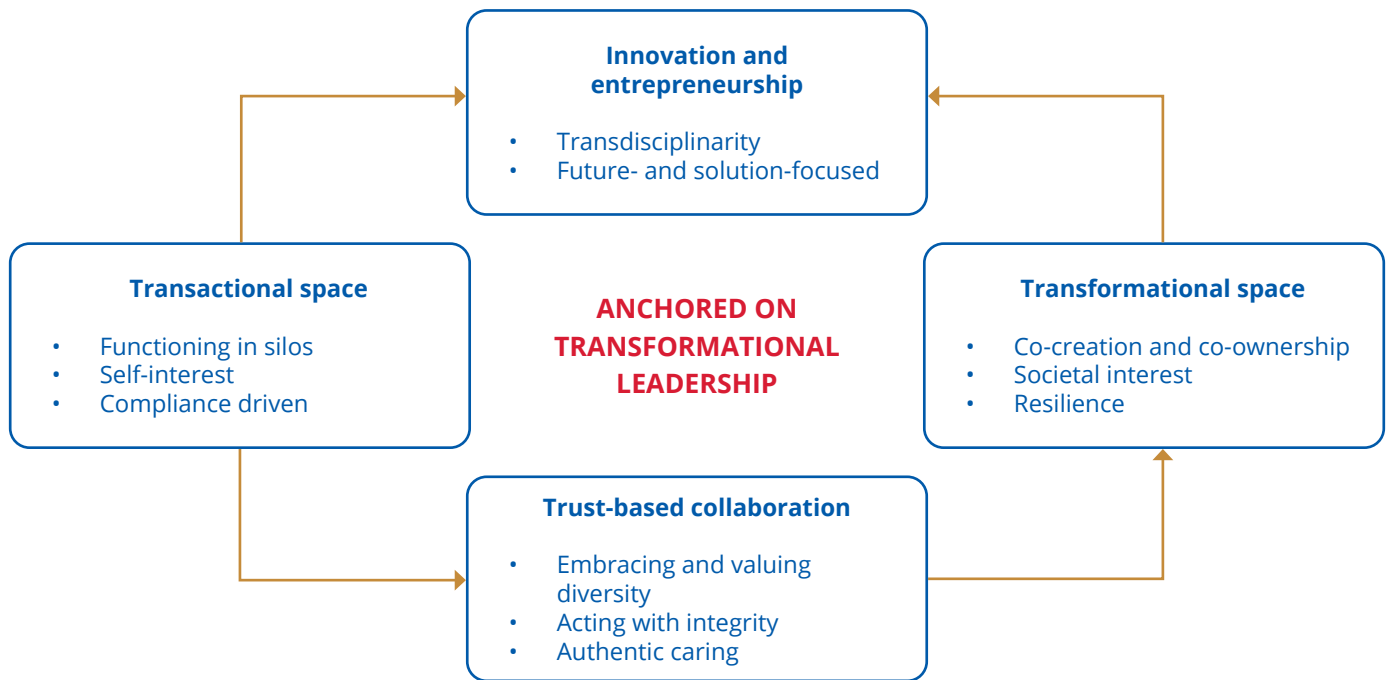 Innovation and
entrepreneurship
• Transdisciplinarity
• Future- and solution-focused
Transactional space
• Functioning in silos
• Self-interest
• Compliance driven
ANCHORED ON
TRANSFORMATIONAL
LEADERSHIP
Transformational space
• Co-creation and co-ownership
• Societal interest
• Resilience
Trust-based collaboration
• Embracing and valuing
diversity
• Acting with integrity
• Authentic caring